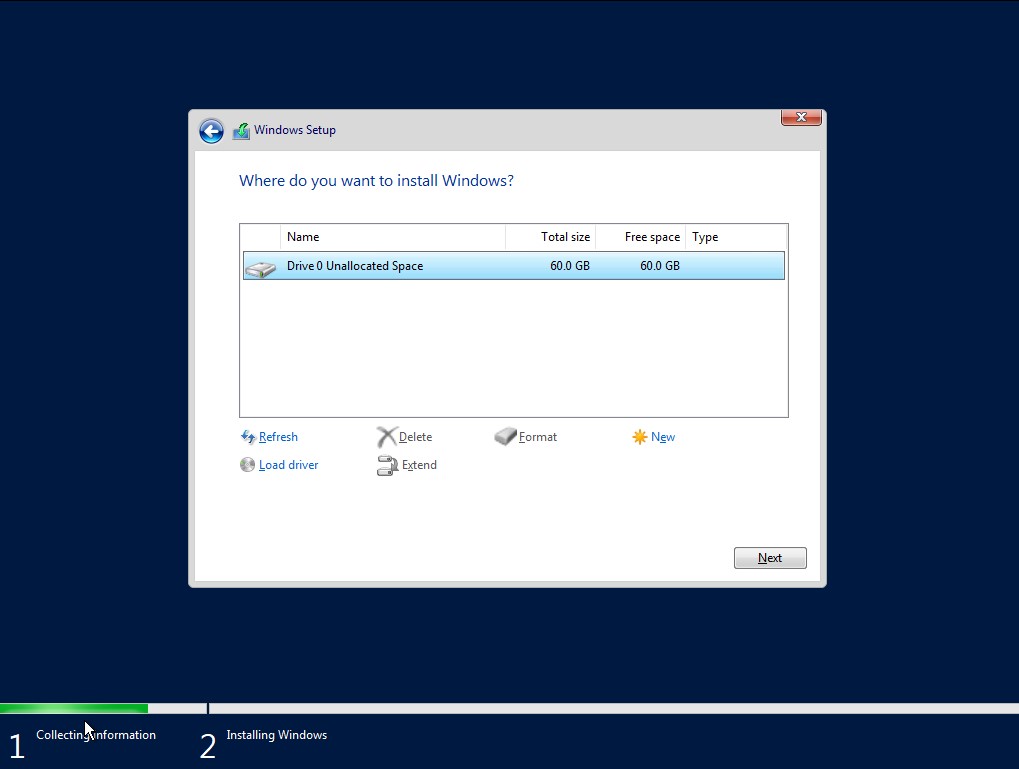 Windows Setup
Where do you want to install Windows?
Name Total size Free space Type
Drive 0 Unallocated Space 60.0 GB 60.0 GB
Refresh Delete Format New
Load driver Extend
Next
1 Collecting information 2 Installing Windows